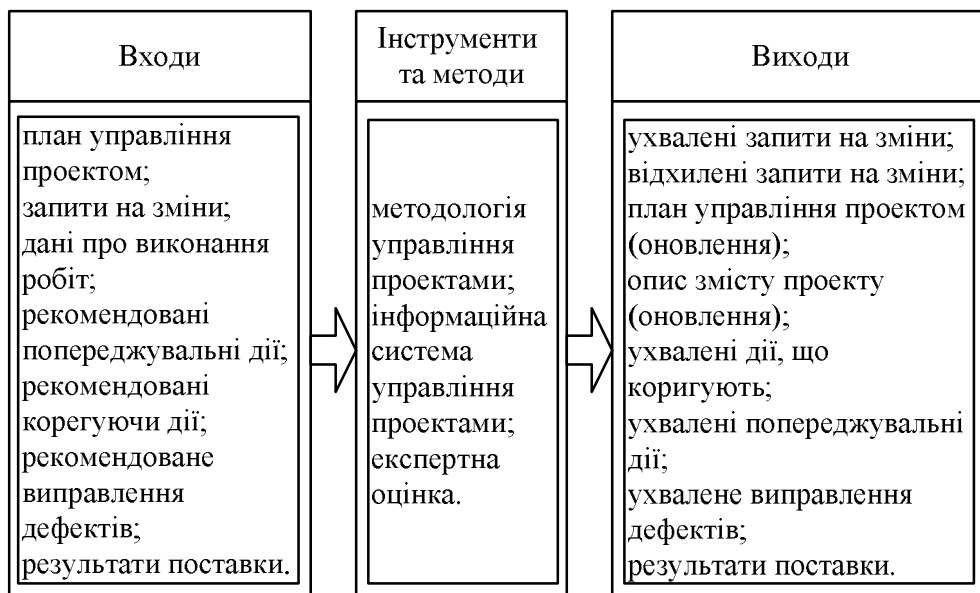 Входи
план управління
проектом;
запити на зміни;
дані про виконання
робіт;
рекомендовані
попереджувальні дії;
рекомендовані
корегуючи дії;
рекомендоване
виправлення
дефектів;
результати поставки.
Інструменти
та методи
методологія
управління
проектами;
інформаційна
система
управління
проектами;
експертна
оцінка.
Виходи
ухвалені запити на зміни;
відхилені запити на зміни;
план управління проектом
(оновлення);
опис змісту проекту
(оновлення);
ухвалені дії, що
коригують;
ухвалені попереджувальні
дії;
ухвалене виправлення
дефектів;
результати поставки.